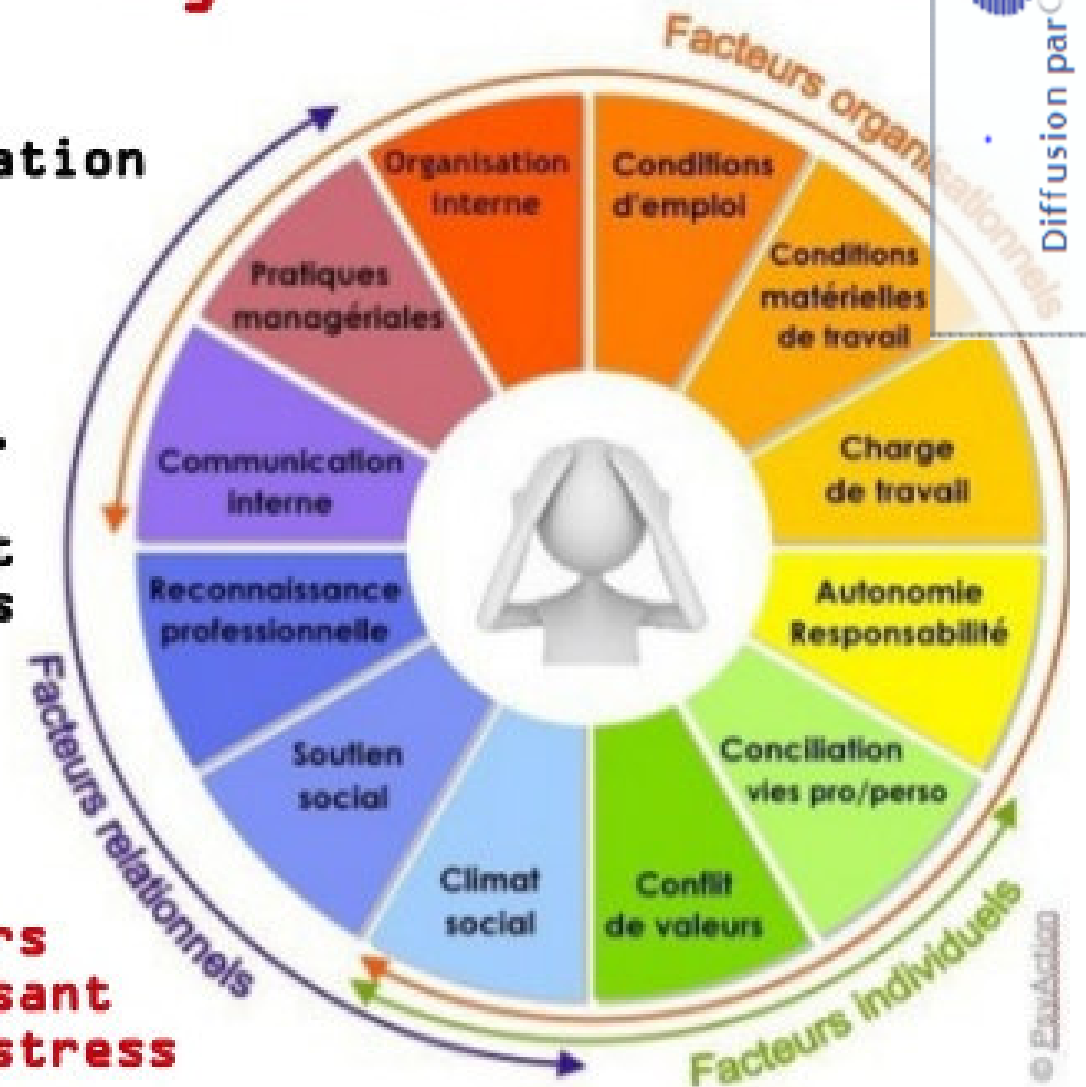 ation
t
s
rs
sant
stress
Facteurs organisationnels
Diffusion par
Organisation
interne
Conditions
d'emploi
Conditions
matérielles
de travail
Charge
de travail
Autonomie
Responsabilité
Conciliation
vies pro/perso
Conflit
de valeurs
Climat
social
Soutien
social
Reconnaissance
professionnelle
Communication
interne
Pratiques
managériales
Facteurs relationnels
Facteurs individuels
© PavAction